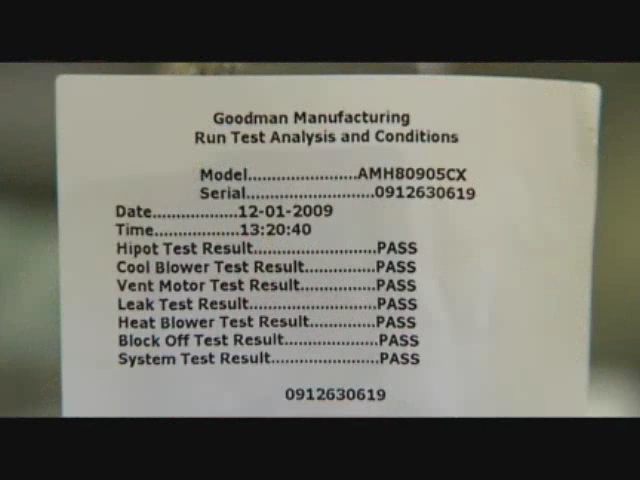 Goodman Manufacturing
Run Test Analysis and Conditions
Model.......................AMH80905CX
Serial...........................0912630619
Date..................12-01-2009
Time..................13:20:40
Hipot Test Result..........................PASS
Cool Blower Test Result...............PASS
Vent Motor Test Result................PASS
Leak Test Result...........................PASS
Heat Blower Test Result..............PASS
Block Off Test Result....................PASS
System Test Result.......................PASS
0912630619